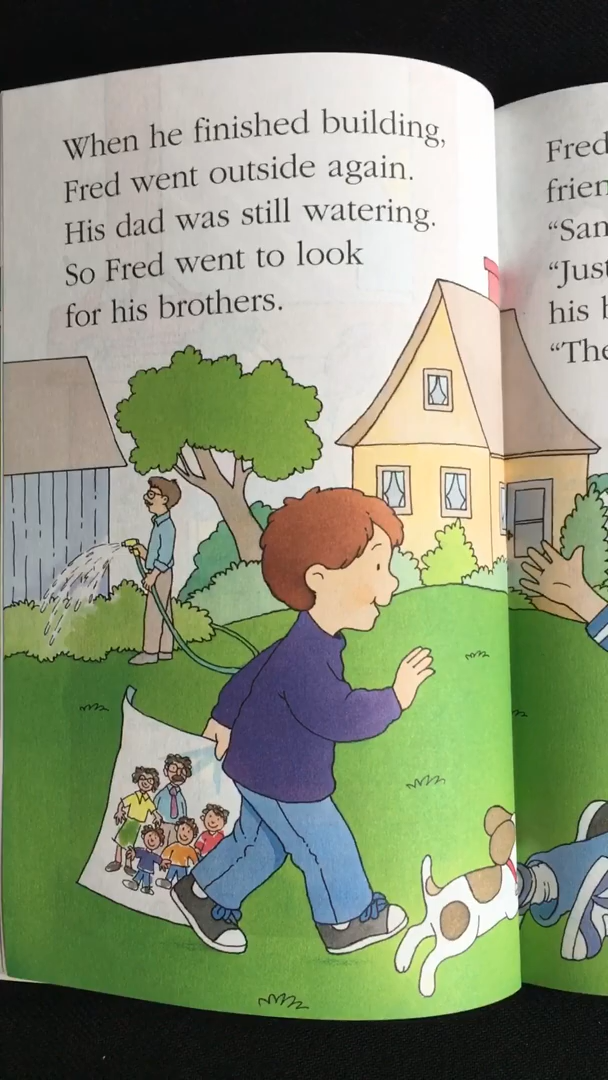 When he finished building,
Fred went outside again.
His dad was still watering.
So Fred went to look
for his brothers.
Fred
“Just
his
“The